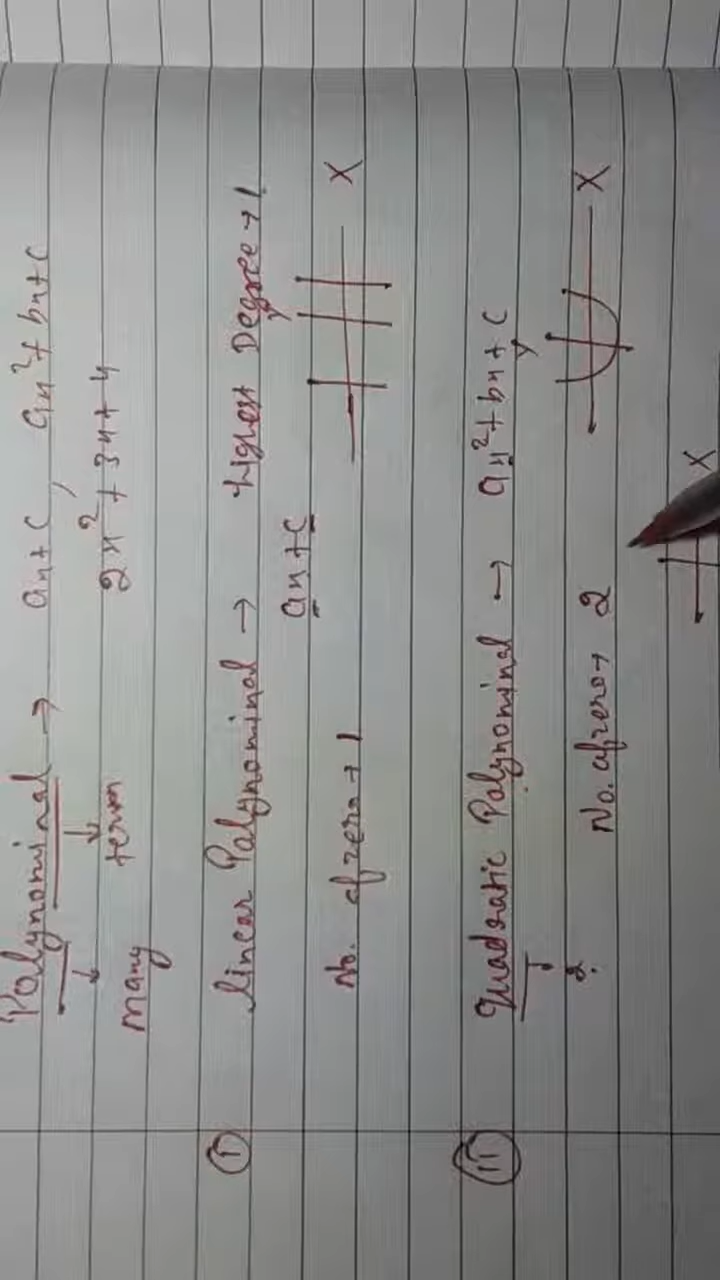 Polynominal → ax+c, ax²+bx+c
2x²+3x+4
↓ ↓
many term
(i) linear Polynominal → Highest Degree → 1
ax+c
No. of zero → 1
X
(ii) Quadratic Polynominal → ax²+bx+c
2
No. of zero → 2
X
X